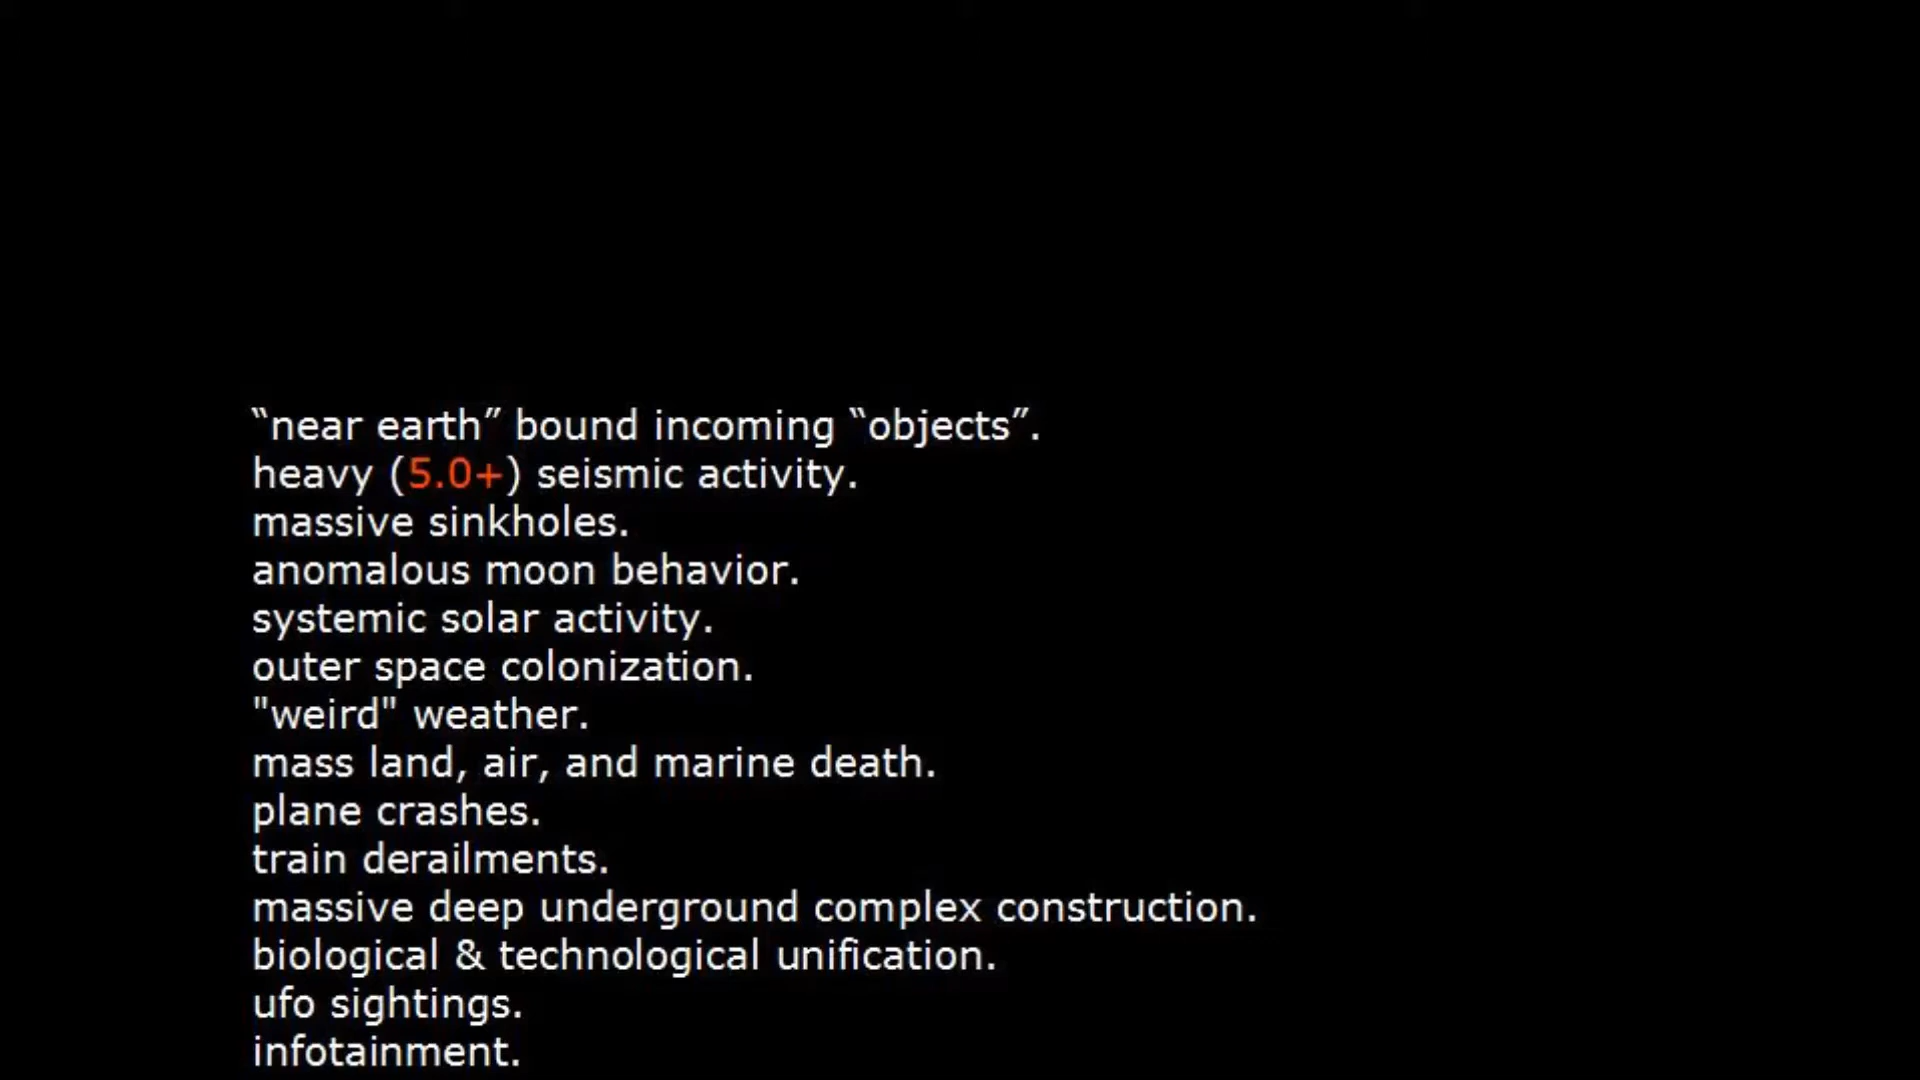 “near earth” bound incoming “objects”.
heavy (5.0+) seismic activity.
massive sinkholes.
anomalous moon behavior.
systemic solar activity.
outer space colonization.
"weird" weather.
mass land, air, and marine death.
plane crashes.
train derailments.
massive deep underground complex construction.
biological & technological unification.
ufo sightings.
infotainment.